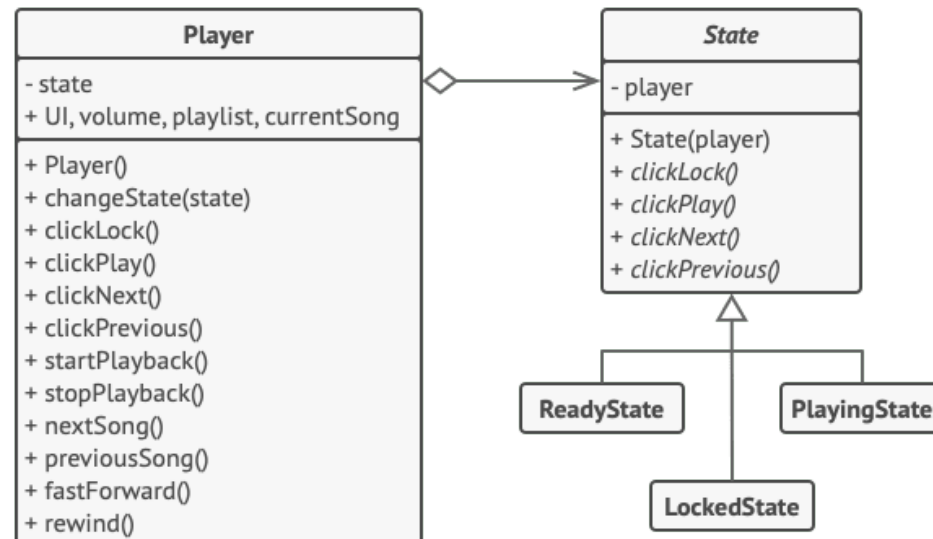 Player
- state
+ UI, volume, playlist, currentSong
+ Player()
+ changeState(state)
+ clickLock()
+ clickPlay()
+ clickNext()
+ clickPrevious()
+ startPlayback()
+ stopPlayback()
+ nextSong()
+ previousSong()
+ fastForward()
+ rewind()
State
- player
+ State(player)
+ clickLock()
+ clickPlay()
+ clickNext()
+ clickPrevious()
ReadyState
PlayingState
LockedState